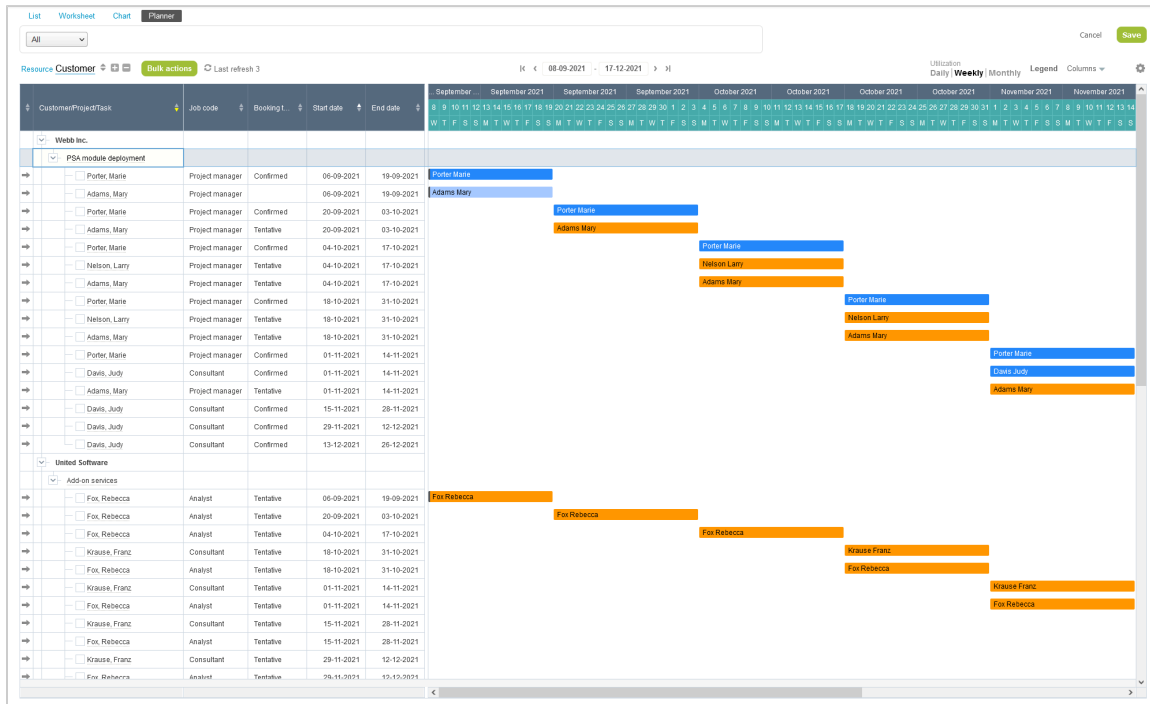 List Worksheet Chart Planner
All Cancel Save
Resource Customer Bulk actions Last refresh 3 08-09-2021 - 17-12-2021 Utilization Daily Weekly Monthly Legend Columns
Customer/Project/Task Job code Booking t... Start date End date
... September ... September 2021 September 2021 September 2021 October 2021 October 2021 October 2021 October 2021 November 2021 November 2021
8 9 10 11 12 13 14 15 16 17 18 19 20 21 22 23 24 25 26 27 28 29 30 1 2 3 4 5 6 7 8 9 10 11 12 13 14 15 16 17 18 19 20 21 22 23 24 25 26 27 28 29 30 31 1 2 3 4 5 6 7 8 9 10 11 12 13 14
W T F S S M T W T F S S M T W T F S S M T W T F S S M T W T F S S M T W T F S S M T W T F S S M T W T F S S M T W T F S S M T W T F S S
Webb Inc.
PSA module deployment
Porter, Marie Project manager Confirmed 06-09-2021 19-09-2021 Porter Marie
Adams, Mary Project manager 06-09-2021 19-09-2021 Adams Mary
Porter, Marie Project manager Confirmed 20-09-2021 03-10-2021 Porter Marie
Adams, Mary Project manager Tentative 20-09-2021 03-10-2021 Adams Mary
Porter, Marie Project manager Confirmed 04-10-2021 17-10-2021 Porter Marie
Nelson, Larry Project manager Tentative 04-10-2021 17-10-2021 Nelson Larry
Adams, Mary Project manager Tentative 04-10-2021 17-10-2021 Adams Mary
Porter, Marie Project manager Confirmed 18-10-2021 31-10-2021 Porter Marie
Nelson, Larry Project manager Tentative 18-10-2021 31-10-2021 Nelson Larry
Adams, Mary Project manager Tentative 18-10-2021 31-10-2021 Adams Mary
Porter, Marie Project manager Confirmed 01-11-2021 14-11-2021 Porter Marie
Davis, Judy Consultant Confirmed 01-11-2021 14-11-2021 Davis Judy
Adams, Mary Project manager Tentative 01-11-2021 14-11-2021 Adams Mary
Davis, Judy Consultant Confirmed 15-11-2021 28-11-2021
Davis, Judy Consultant Confirmed 29-11-2021 12-12-2021
Davis, Judy Consultant Confirmed 13-12-2021 26-12-2021
United Software
Add-on services
Fox, Rebecca Analyst Tentative 06-09-2021 19-09-2021 Fox Rebecca
Fox, Rebecca Analyst Tentative 20-09-2021 03-10-2021 Fox Rebecca
Fox, Rebecca Analyst Tentative 04-10-2021 17-10-2021 Fox Rebecca
Krause, Franz Consultant Tentative 18-10-2021 31-10-2021 Krause Franz
Fox, Rebecca Analyst Tentative 18-10-2021 31-10-2021 Fox Rebecca
Krause, Franz Consultant Tentative 01-11-2021 14-11-2021 Krause Franz
Fox, Rebecca Analyst Tentative 01-11-2021 14-11-2021 Fox Rebecca
Krause, Franz Consultant Tentative 15-11-2021 28-11-2021
Fox, Rebecca Analyst Tentative 15-11-2021 28-11-2021
Krause, Franz Consultant Tentative 29-11-2021 12-12-2021
Fox, Rebecca Analyst Tentative 29-11-2021 12-12-2021